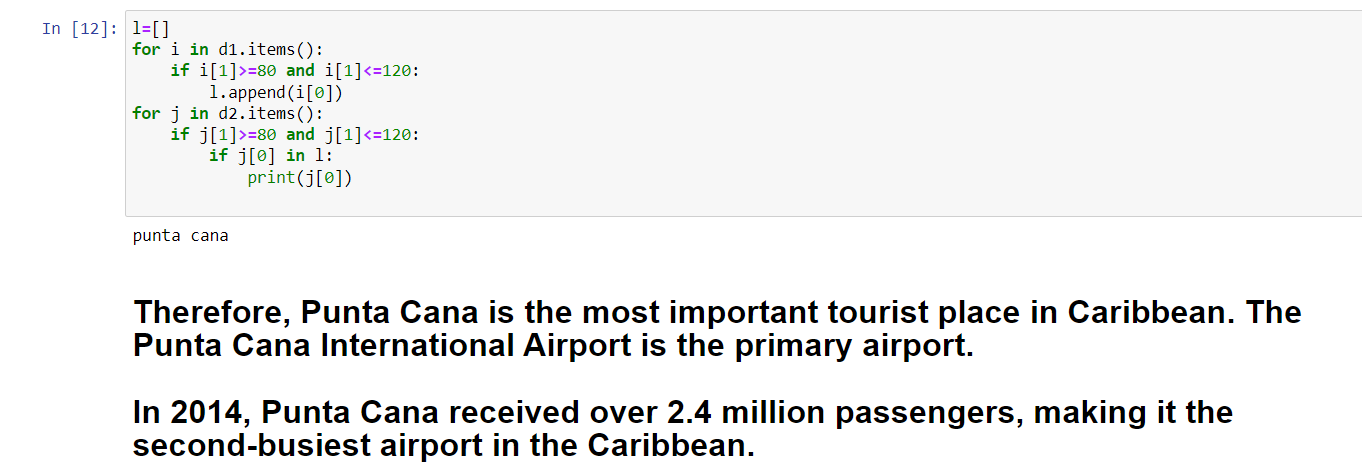 In [12]: l=[]
for i in d1.items():
    if i[1]>=80 and i[1]<=120:
        l.append(i[0])
for j in d2.items():
    if j[1]>=80 and j[1]<=120:
        if j[0] in l:
            print(j[0])
punta cana
Therefore, Punta Cana is the most important tourist place in Caribbean. The
Punta Cana International Airport is the primary airport.
In 2014, Punta Cana received over 2.4 million passengers, making it the
second-busiest airport in the Caribbean.